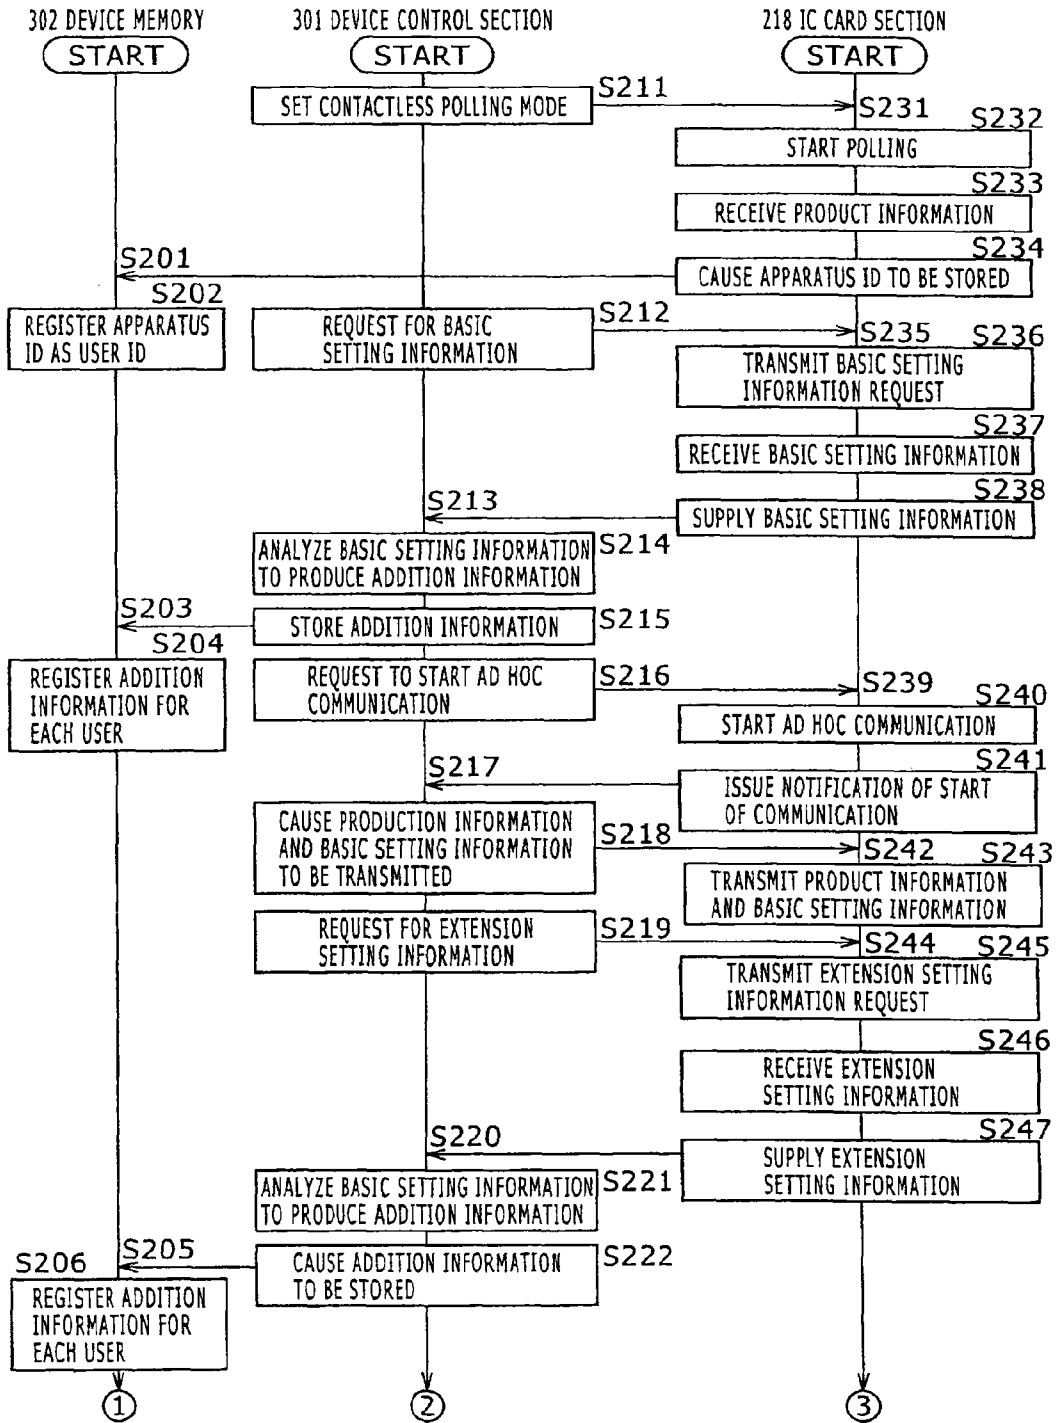 302 DEVICE MEMORY
301 DEVICE CONTROL SECTION
218 IC CARD SECTION
START
START
START
S211
SET CONTACTLESS POLLING MODE
S231
S232
START POLLING
S233
RECEIVE PRODUCT INFORMATION
S234
CAUSE APPARATUS ID TO BE STORED
S201
S202
REGISTER APPARATUS
ID AS USER ID
S212
REQUEST FOR BASIC
SETTING INFORMATION
S235
S236
TRANSMIT BASIC SETTING
INFORMATION REQUEST
S237
RECEIVE BASIC SETTING INFORMATION
S238
SUPPLY BASIC SETTING INFORMATION
S213
S214
ANALYZE BASIC SETTING INFORMATION
TO PRODUCE ADDITION INFORMATION
S215
STORE ADDITION INFORMATION
S203
S204
REGISTER ADDITION
INFORMATION FOR
EACH USER
S216
REQUEST TO START AD HOC
COMMUNICATION
S239
S240
START AD HOC COMMUNICATION
S241
ISSUE NOTIFICATION OF START
OF COMMUNICATION
S217
CAUSE PRODUCTION INFORMATION
AND BASIC SETTING INFORMATION
TO BE TRANSMITTED
S218
S242
S243
TRANSMIT PRODUCT INFORMATION
AND BASIC SETTING INFORMATION
REQUEST FOR EXTENSION
SETTING INFORMATION
S219
S244
S245
TRANSMIT EXTENSION SETTING
INFORMATION REQUEST
S246
RECEIVE EXTENSION
SETTING INFORMATION
S247
SUPPLY EXTENSION
SETTING INFORMATION
S220
S221
ANALYZE BASIC SETTING INFORMATION
TO PRODUCE ADDITION INFORMATION
S222
CAUSE ADDITION INFORMATION
TO BE STORED
S205
S206
REGISTER ADDITION
INFORMATION FOR
EACH USER
1
2
3